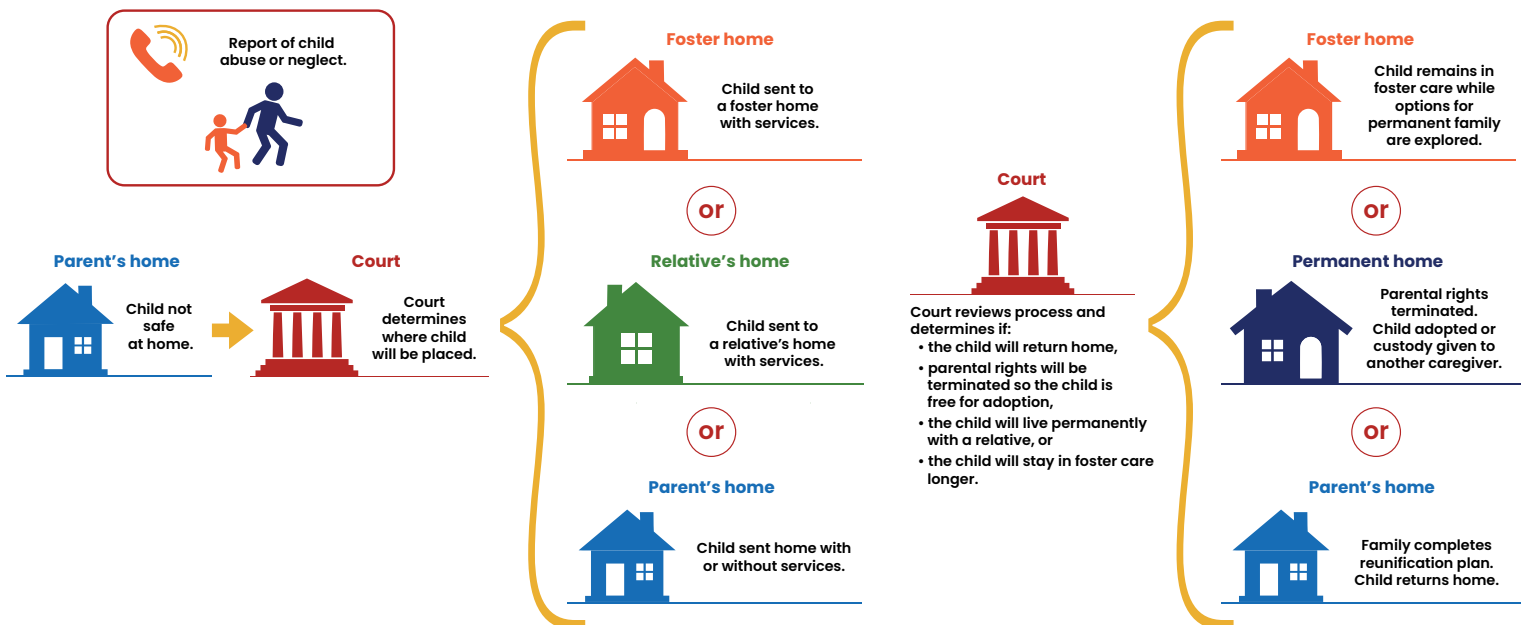 Report of child
abuse or neglect.
Parent’s home
Child not
safe
at home.
Court
Court
determines
where child
will be placed.
Foster home
Child sent to
a foster home
with services.
or
Relative’s home
Child sent to
a relative’s home
with services.
or
Parent’s home
Child sent home with
or without services.
Court
Court reviews process and
determines if:
• the child will return home,
• parental rights will be
terminated so the child is
free for adoption,
• the child will live permanently
with a relative, or
• the child will stay in foster care
longer.
Foster home
Child remains in
foster care while
options for
permanent family
are explored.
or
Permanent home
Parental rights
terminated.
Child adopted or
custody given to
another caregiver.
or
Parent’s home
Family completes
reunification plan.
Child returns home.